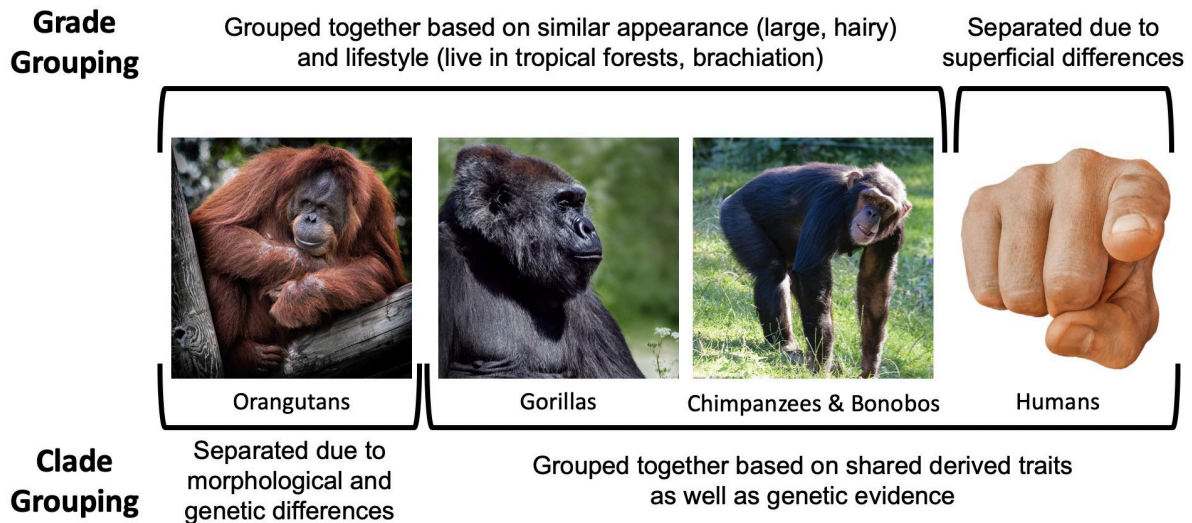 Grade
Grouping
Grouped together based on similar appearance (large, hairy)
and lifestyle (live in tropical forests, brachiation)
Separated due to
superficial differences
Orangutans
Gorillas
Chimpanzees & Bonobos
Humans
Clade
Grouping
Separated due to
morphological and
genetic differences
Grouped together based on shared derived traits
as well as genetic evidence